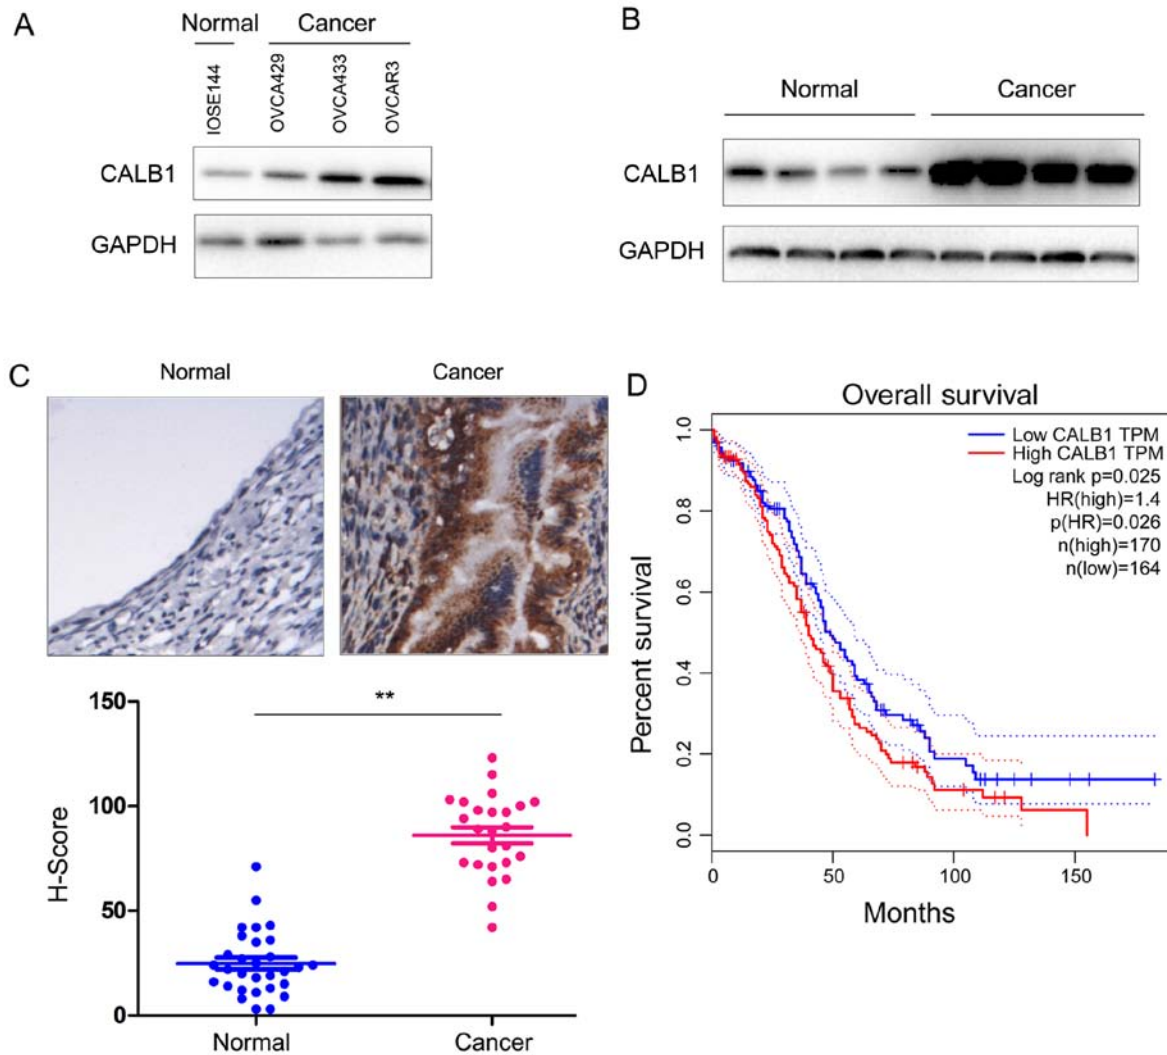 A
Normal
Cancer
IOSE144
OVCA429
OVCA433
OVCAR3
CALB1
GAPDH
B
Normal
Cancer
CALB1
GAPDH
C
Normal
Cancer
**
150
100
50
0
H-Score
Normal
Cancer
D
Overall survival
Low CALB1 TPM
High CALB1 TPM
Log rank p=0.025
HR(high)=1.4
p(HR)=0.026
n(high)=170
n(low)=164
1.0
0.8
0.6
0.4
0.2
0.0
Percent survival
0
50
100
150
Months